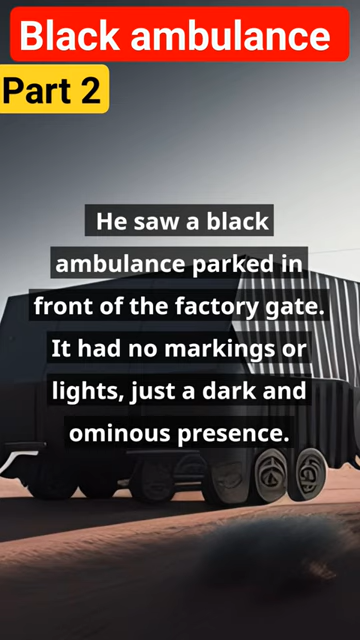 Black ambulance
Part 2
He saw a black
ambulance parked in
front of the factory gate.
It had no markings or
lights, just a dark and
ominous presence.